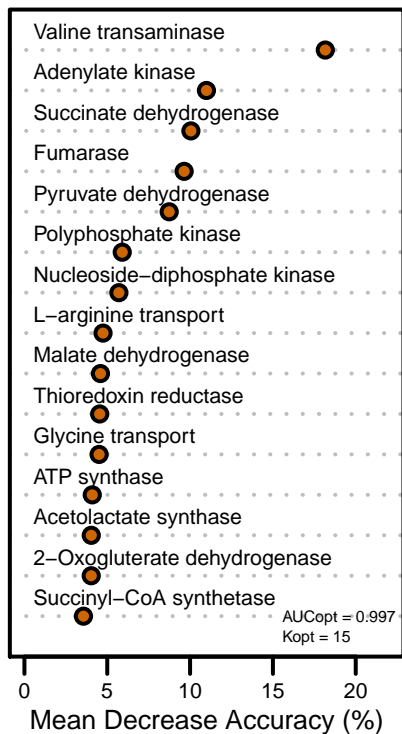 Valine transaminase
Adenylate kinase
Succinate dehydrogenase
Fumarase
Pyruvate dehydrogenase
Polyphosphate kinase
Nucleoside−diphosphate kinase
L−arginine transport
Malate dehydrogenase
Thioredoxin reductase
Glycine transport
ATP synthase
Acetolactate synthase
2−Oxogluterate dehydrogenase
Succinyl−CoA synthetase
AUCopt = 0.997
Kopt = 15
0 5 10 15 20
Mean Decrease Accuracy (%)